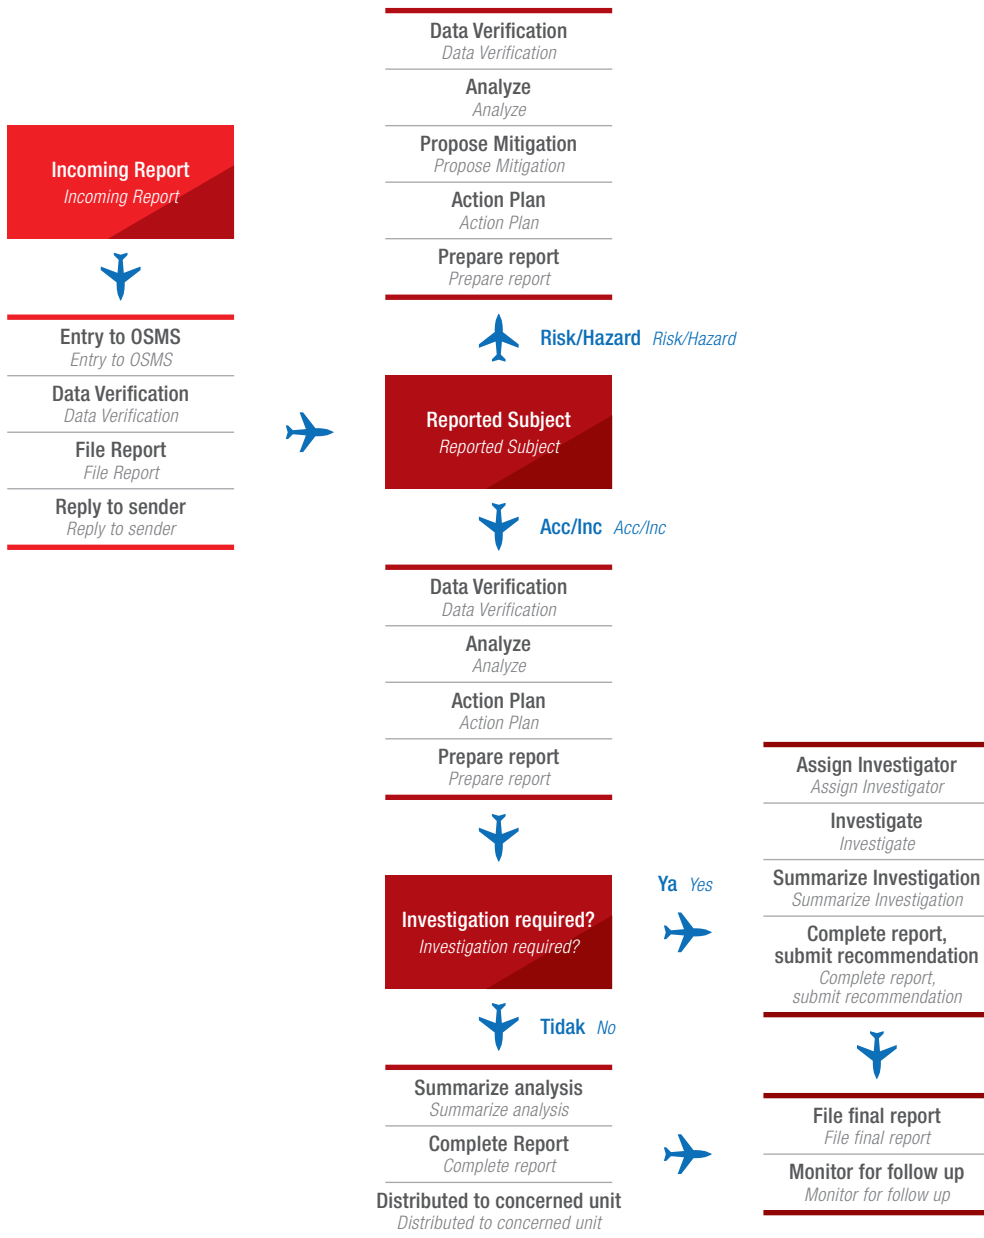 Incoming Report
Incoming Report
Entry to OSMS
Entry to OSMS
Data Verification
Data Verification
File Report
File Report
Reply to sender
Reply to sender
Data Verification
Data Verification
Analyze
Analyze
Propose Mitigation
Propose Mitigation
Action Plan
Action Plan
Prepare report
Prepare report
Risk/Hazard Risk/Hazard
Reported Subject
Reported Subject
Acc/Inc Acc/Inc
Data Verification
Data Verification
Analyze
Analyze
Action Plan
Action Plan
Prepare report
Prepare report
Investigation required?
Investigation required?
Ya Yes
Tidak No
Summarize analysis
Summarize analysis
Complete Report
Complete report
Distributed to concerned unit
Distributed to concerned unit
Assign Investigator
Assign Investigator
Investigate
Investigate
Summarize Investigation
Summarize Investigation
Complete report,
submit recommendation
Complete report,
submit recommendation
File final report
File final report
Monitor for follow up
Monitor for follow up